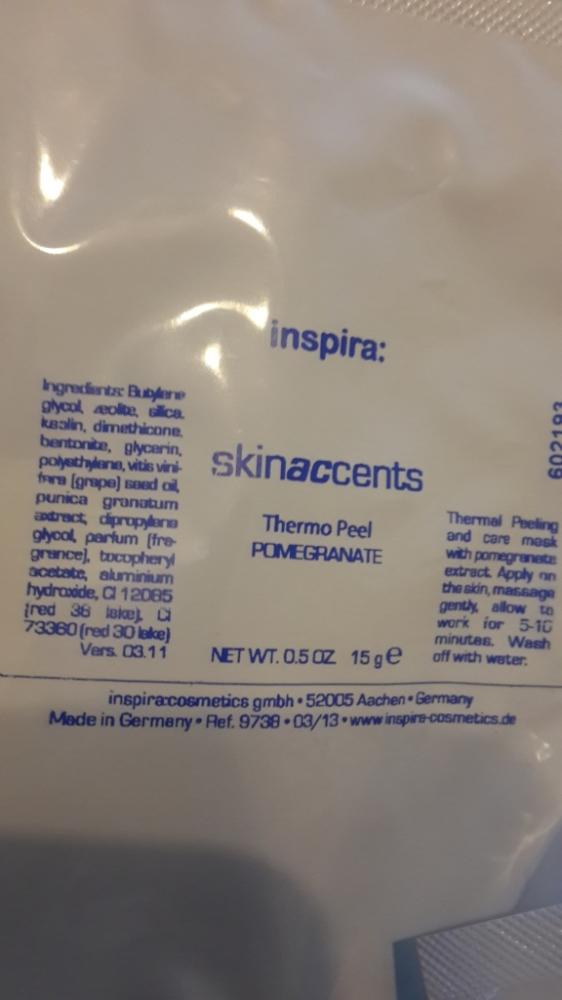 inspira:
Ingredients: Butylene
glycol, zeolite, silica,
kaolin, dimethicone,
bentonite, glycerin,
polyethylene, vitis vini-
fera (grape) seed oil,
punica granatum
extract, dipropylene
glycol, parfum (fra-
grance), tocopheryl
acetate, aluminium
hydroxide, CI 12085
(red 36 lake), CI
73360 (red 30 lake)
Vers. 03.11
skinaccents
Thermo Peel
POMEGRANATE
NET WT. 0.5 OZ 15 g e
602193
Thermal Peeling
and care mask
with pomegranate
extract. Apply on
the skin, massage
gently, allow to
work for 5-10
minutes. Wash
off with water.
inspira:cosmetics gmbh • 52005 Aachen • Germany
Made in Germany • Ref. 9738 • 03/13 • www.inspira-cosmetics.de